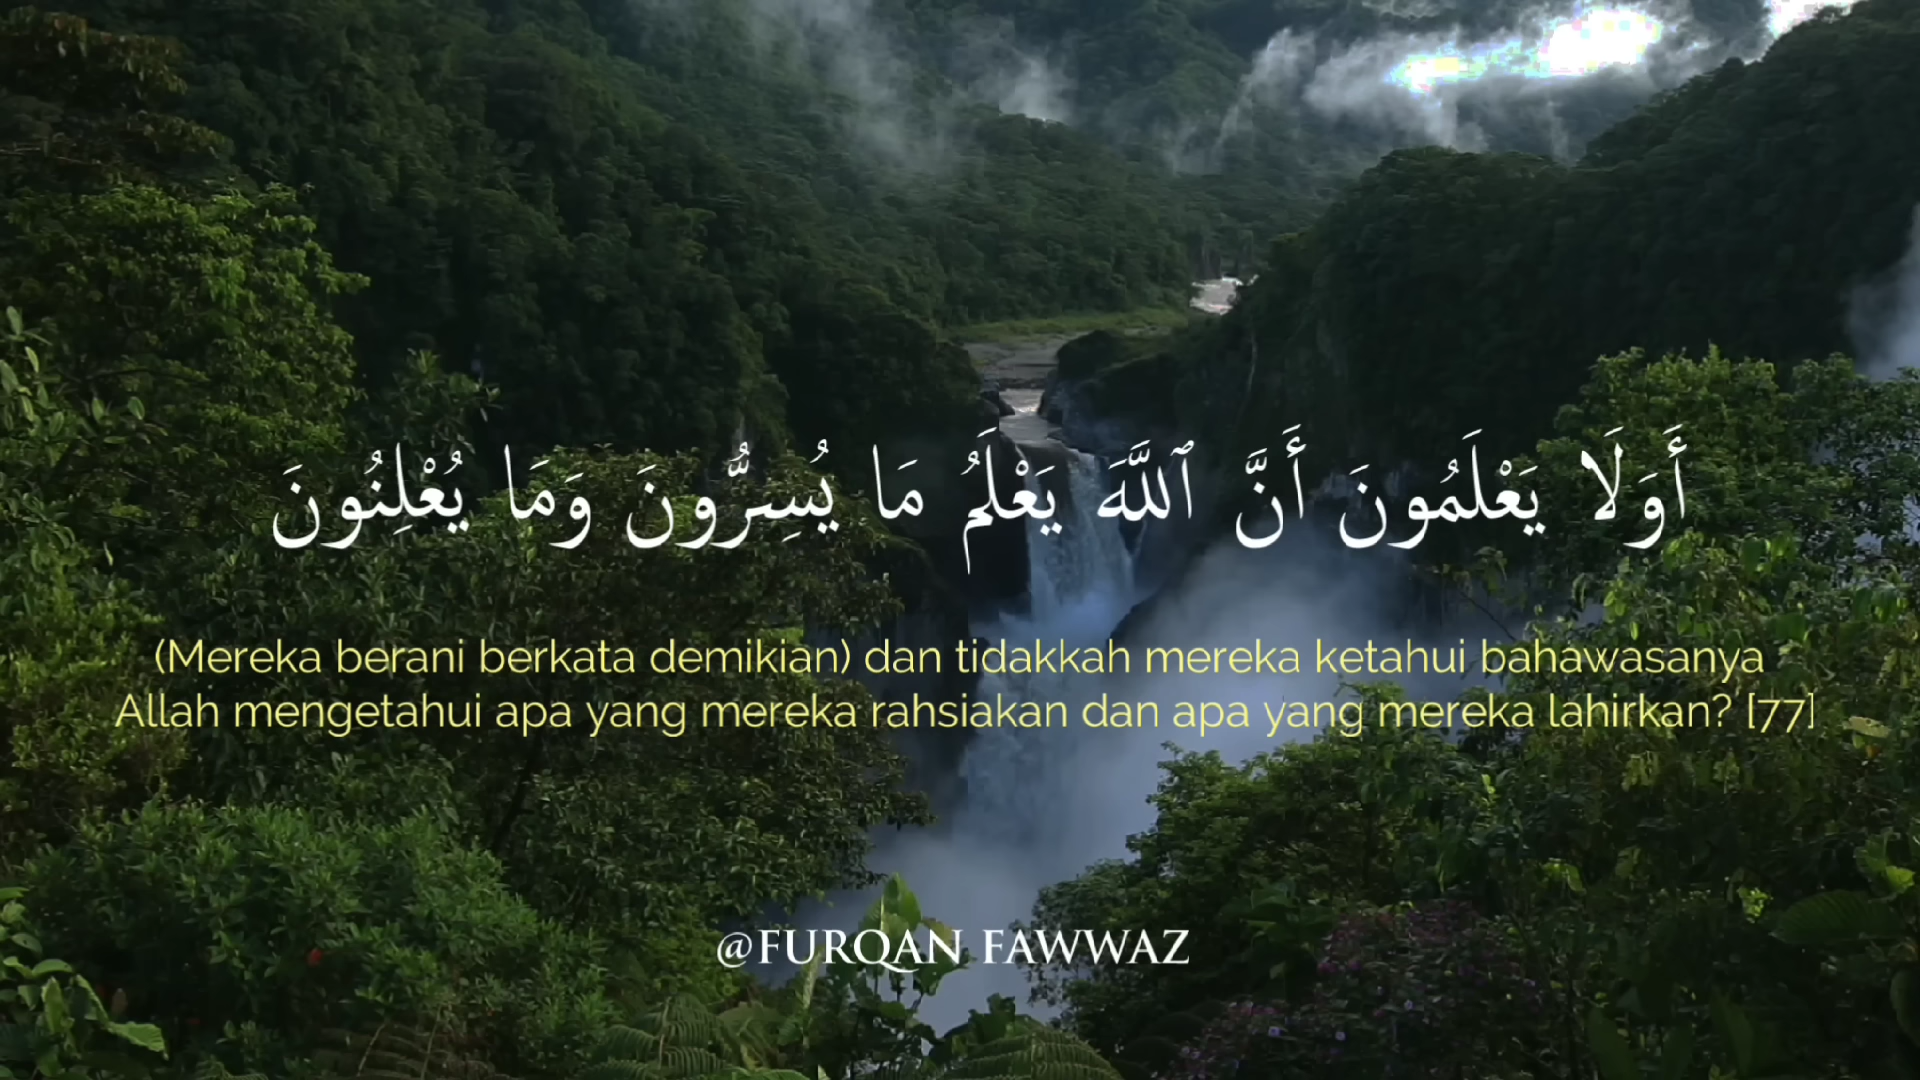 أَوَلَا يَعْلَمُونَ أَنَّ ٱللَّهَ يَعْلَمُ مَا يُسِرُّونَ وَمَا يُعْلِنُونَ
(Mereka berani berkata demikian) dan tidakkah mereka ketahui bahawasanya
Allah mengetahui apa yang mereka rahsiakan dan apa yang mereka lahirkan? [77]
@FURQAN FAWWAZ